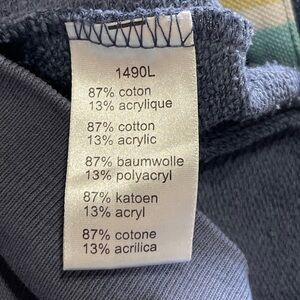 1490L
87% coton
13% acrylique
87% cotton
13% acrylic
87% baumwolle
13% polyacryl
87% katoen
13% acryl
87% cotone
13% acrilica